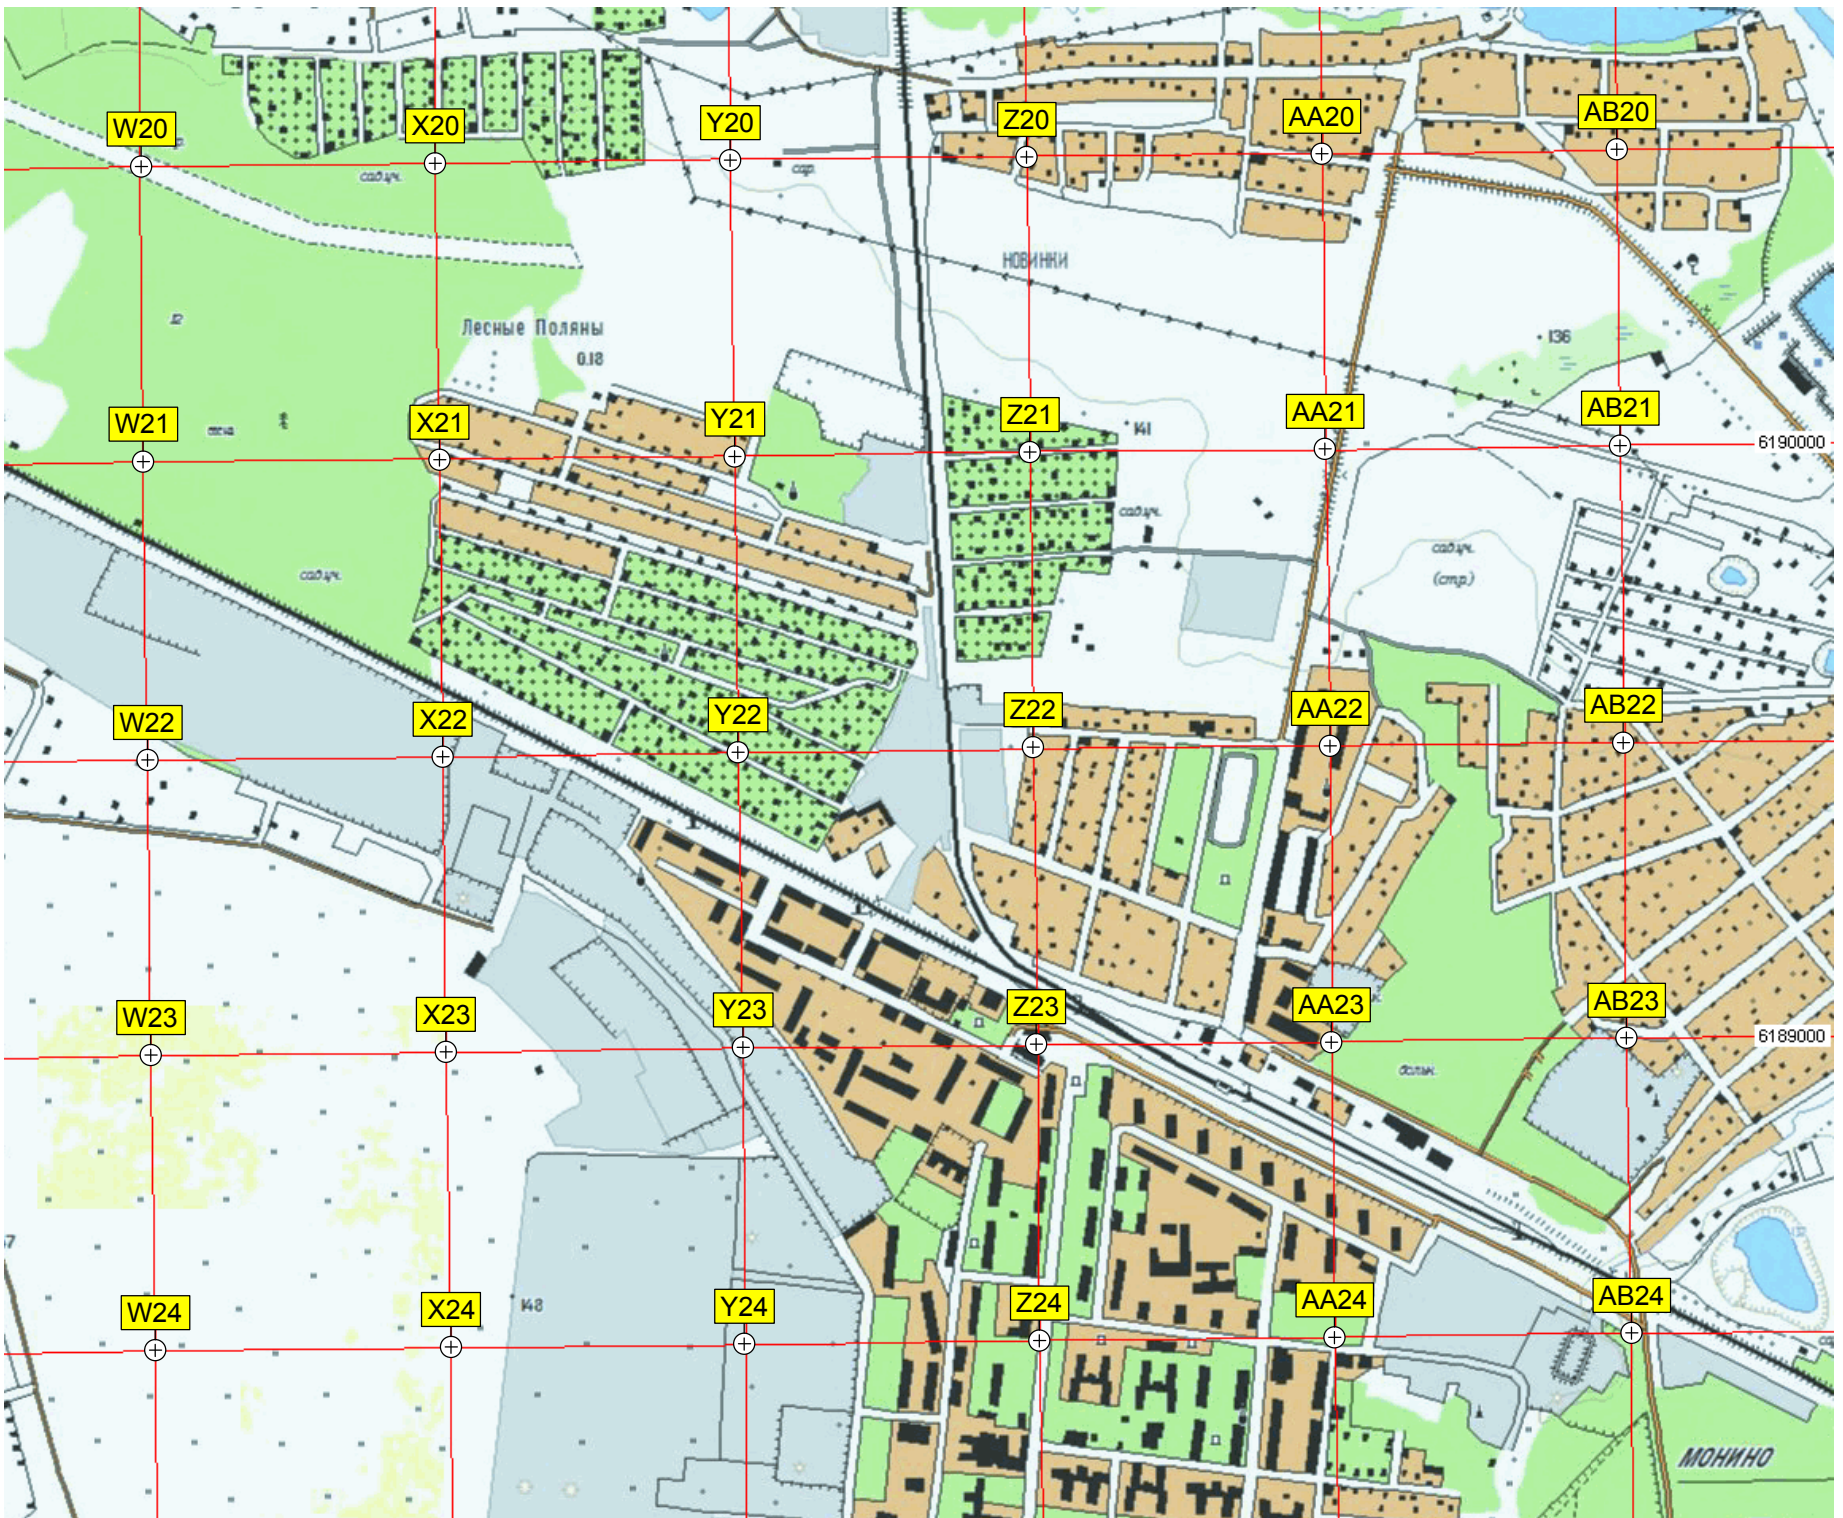 W20
X20
Y20
Z20
AA20
AB20
садуч.
сар.
НОВИНКИ
Лесные Поляны
0.18
136
W21
X21
Y21
Z21
AA21
AB21
141
6190000
сосна
садуч.
садуч.
садуч.
(стр)
W22
X22
Y22
Z22
AA22
AB22
W23
X23
Y23
Z23
AA23
AB23
6189000
больн.
W24
X24
Y24
Z24
AA24
AB24
148
МОНИНО